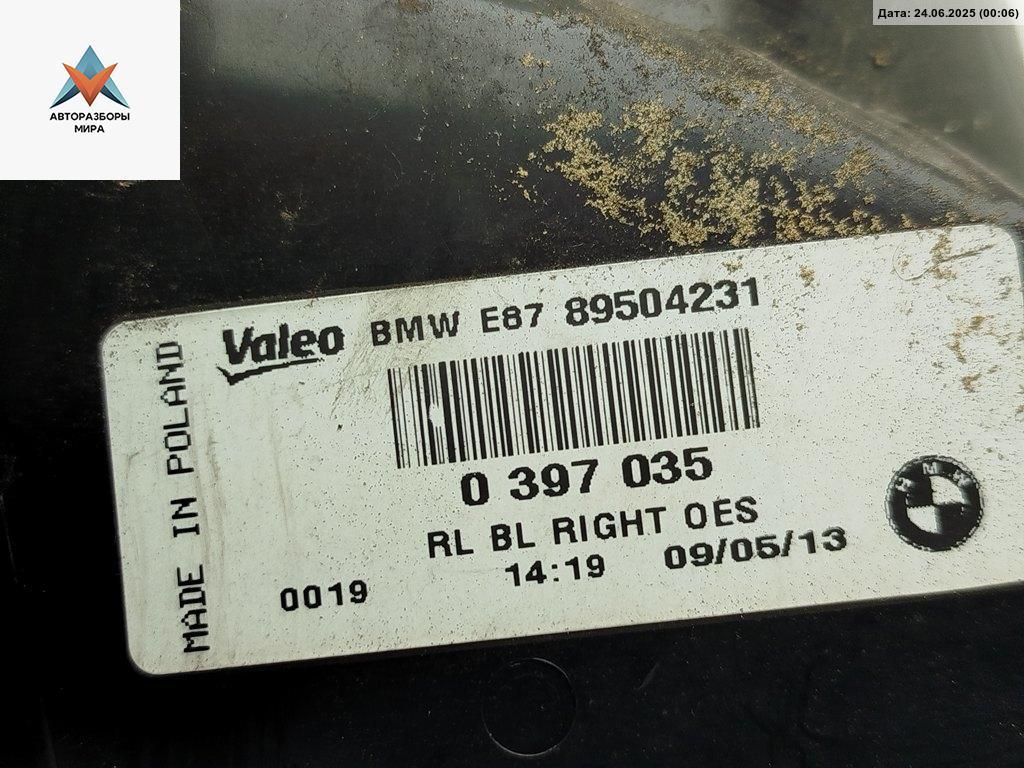 Дата: 24.06.2025 (00:06)
АВТОРАЗБОРЫ
МИРА
Valeo BMW E87 89504231
MADE IN POLAND
0 397 035
RL BL RIGHT OES
14:19 09/05/13
0019
BMW